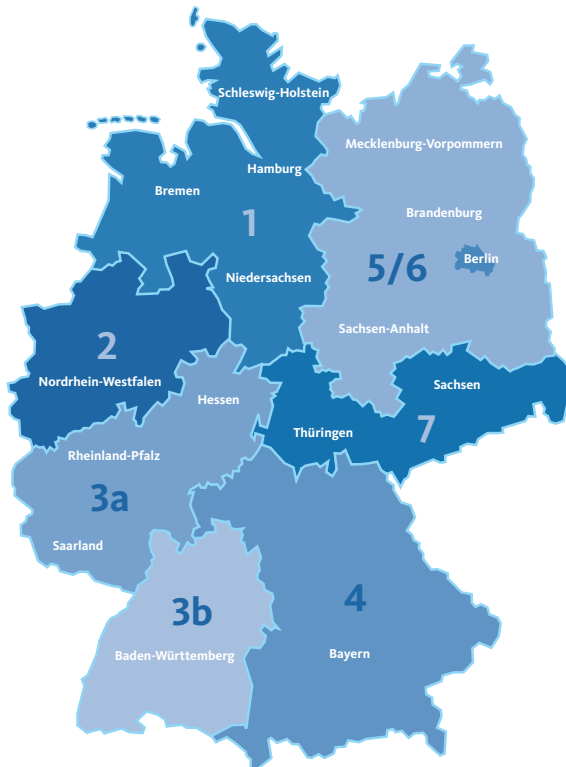 Schleswig-Holstein
Mecklenburg-Vorpommern
Hamburg
Bremen
Brandenburg
1
Berlin
5/6
Niedersachsen
Sachsen-Anhalt
2
Nordrhein-Westfalen
Sachsen
Hessen
Thüringen
7
Rheinland-Pfalz
3a
Saarland
4
3b
Baden-Württemberg
Bayern